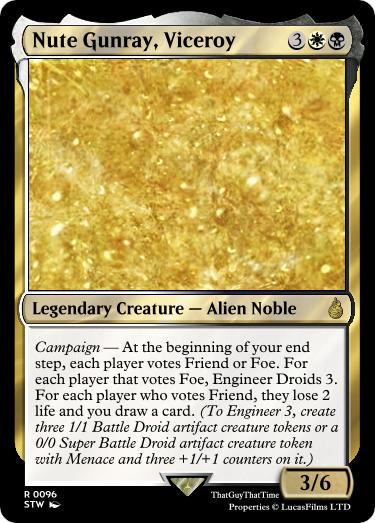 Nute Gunray, Viceroy 3
Legendary Creature — Alien Noble
Campaign — At the beginning of your end
step, each player votes Friend or Foe. For
each player that votes Foe, Engineer Droids 3.
For each player who votes Friend, they lose 2
life and you draw a card. (To Engineer 3, create
three 1/1 Battle Droid artifact creature tokens or a
0/0 Super Battle Droid artifact creature token
with Menace and three +1/+1 counters on it.)
3/6
R 0096
STW
ThatGuyThatTime
Properties © LucasFilms LTD